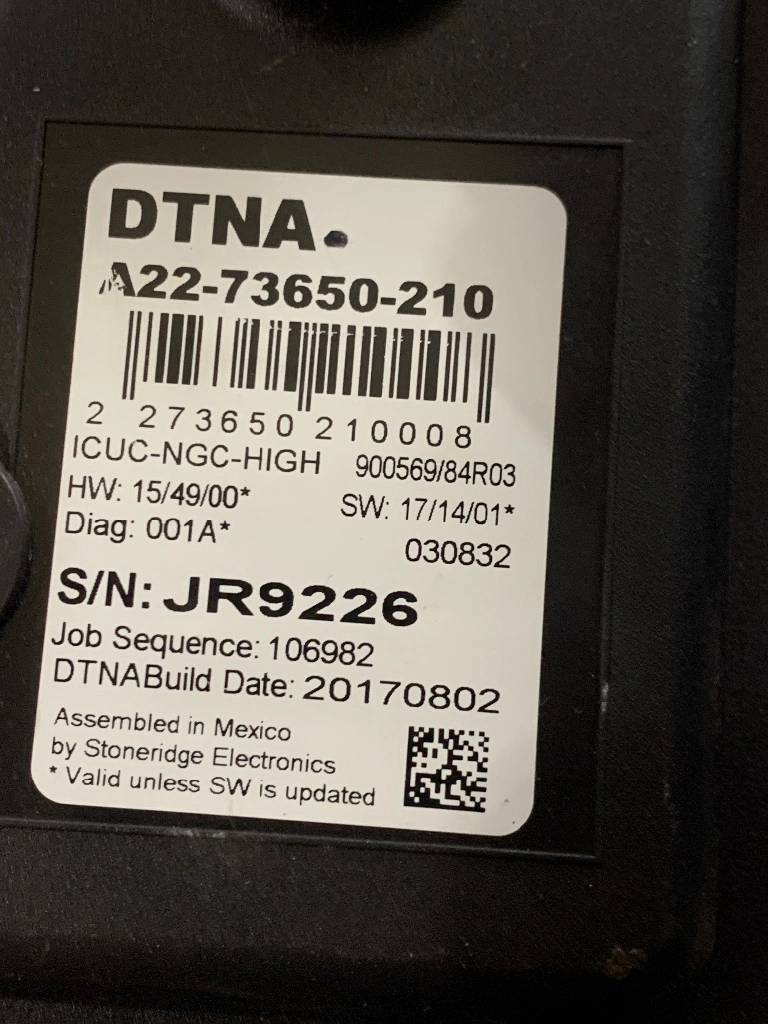 DTNA.
A22-73650-210
2 273650 210008
ICUC-NGC-HIGH 900569/84R03
HW: 15/49/00* SW: 17/14/01*
Diag: 001A* 030832
S/N: JR9226
Job Sequence: 106982
DTNABuild Date: 20170802
Assembled in Mexico
by Stoneridge Electronics
* Valid unless SW is updated